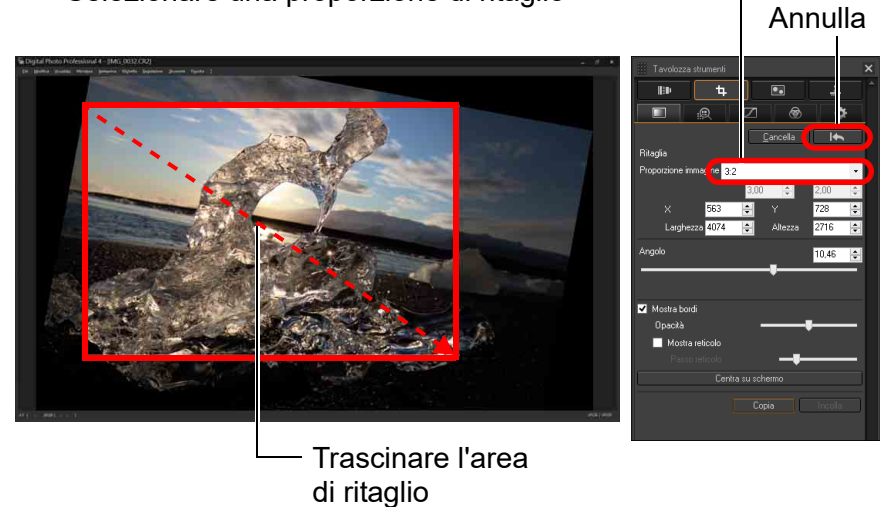 Selezionare una proporzione di ritaglio
Annulla
Digital Photo Professional 4 - [IMG_0032.CR2]
Tavolozza strumenti
Cancella
Ritaglia
Proporzione immagine 3:2
3,00 2,00
X 563 Y 728
Larghezza 4074 Altezza 2716
Angolo 10,46
Mostra bordi
Opacità
Mostra reticolo
Passo reticolo
Centra su schermo
Copia Incolla
Trascinare l'area
di ritaglio